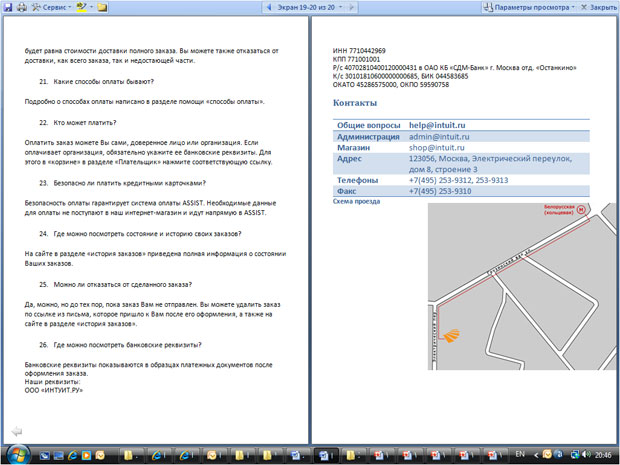 Сервис
Экран 19-20 из 20
Параметры просмотра
Закрыть
будет равна стоимости доставки полного заказа. Вы можете также отказаться от
доставки, как всего заказа, так и недостающей части.
21. Какие способы оплаты бывают?
Подробно о способах оплаты написано в разделе помощи «способы оплаты».
22. Кто может платить?
Оплатить заказ можете Вы сами, доверенное лицо или организация. Если
оплачивает организация, обязательно укажите ее банковские реквизиты. Для
этого в «корзине» в разделе «Плательщик» нажмите соответствующую ссылку.
23. Безопасно ли платить кредитными карточками?
Безопасность оплаты гарантирует система оплаты ASSIST. Необходимые данные
для оплаты не поступают в наш интернет-магазин и идут напрямую в ASSIST.
24. Где можно посмотреть состояние и историю своих заказов?
На сайте в разделе «история заказов» приведена полная информация о состоянии
Ваших заказов.
25. Можно ли отказаться от сделанного заказа?
Да, можно, но до тех пор, пока заказ Вам не отправлен. Вы можете удалить заказ
по ссылке из письма, которое пришло к Вам после его оформления, а также на
сайте в разделе «история заказов».
26. Где можно посмотреть банковские реквизиты?
Банковские реквизиты показываются в образцах платежных документов после
оформления заказа.
Наши реквизиты:
ООО «ИНТУИТ.РУ»
ИНН 7710442969
КПП 771001001
Р/с 40702810400120000431 в ОАО КБ «СДМ-Банк» г. Москва отд. «Останкино»
К/с 30101810600000000685, БИК 044583685
ОКАТО 45286575000, ОКПО 59590758
Контакты
Общие вопросы help@intuit.ru
Администрация admin@intuit.ru
Магазин shop@intuit.ru
Адрес 123056, Москва, Электрический переулок,
дом 8, строение 3
Телефоны +7(495) 253-9312, 253-9313
Факс +7(495) 253-9310
Схема проезда
Белорусская
(кольцевая)
EN
20:46